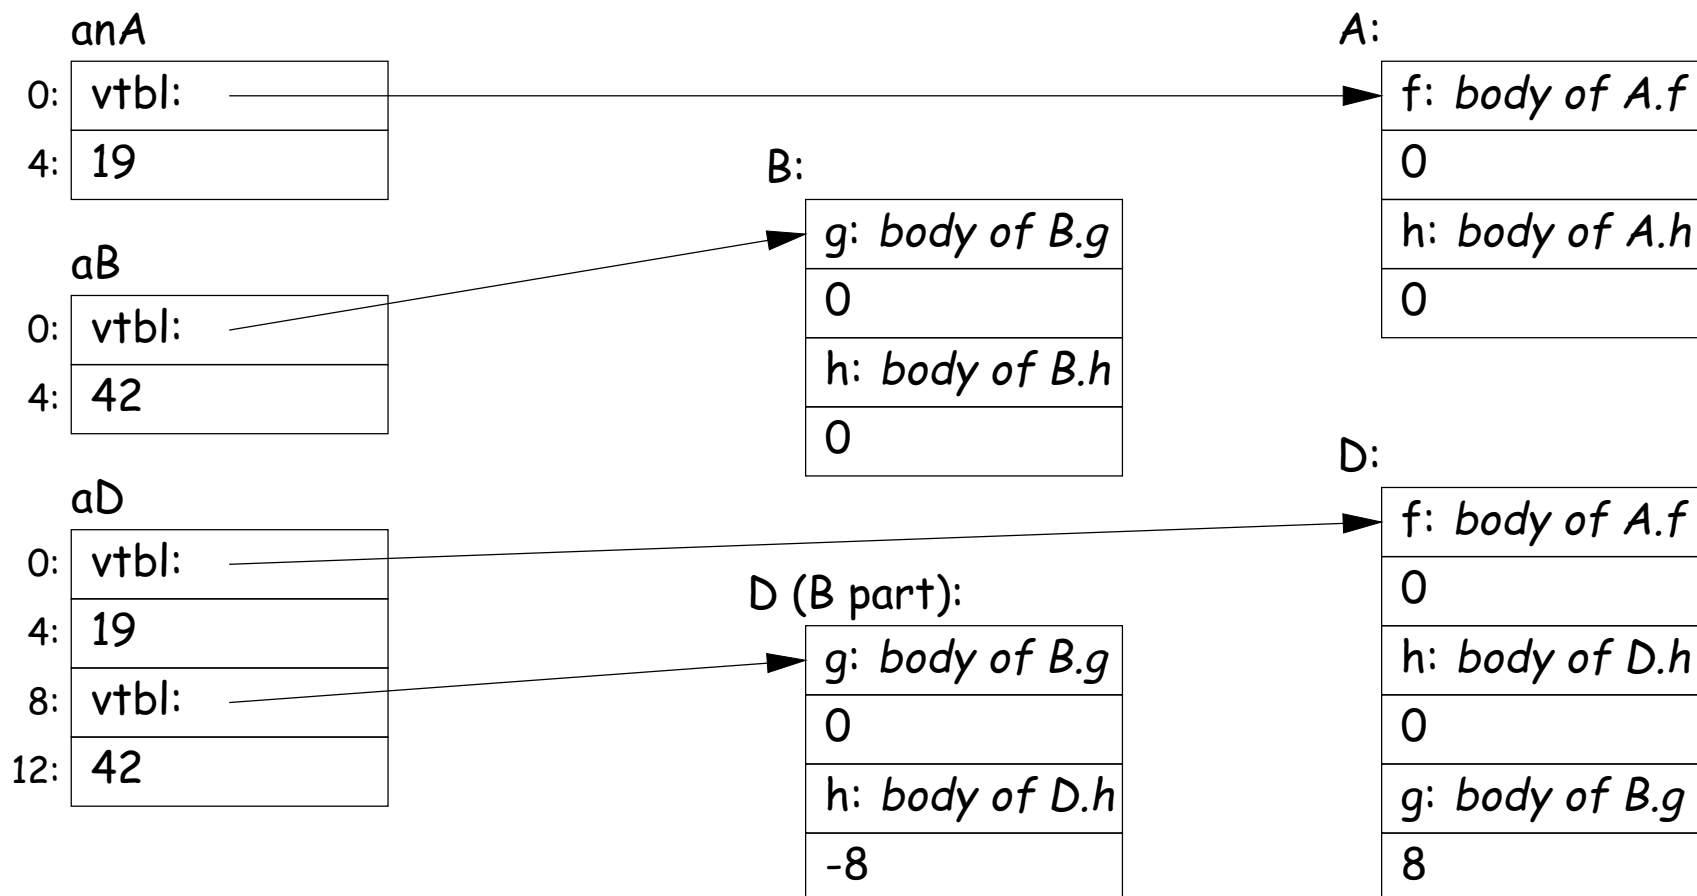 anA
0: vtbl:
4: 19
aB
0: vtbl:
4: 42
aD
0: vtbl:
4: 19
8: vtbl:
12: 42
B:
g: body of B.g
0
h: body of B.h
0
D (B part):
g: body of B.g
0
h: body of D.h
-8
A:
f: body of A.f
0
h: body of A.h
0
D:
f: body of A.f
0
h: body of D.h
0
g: body of B.g
8